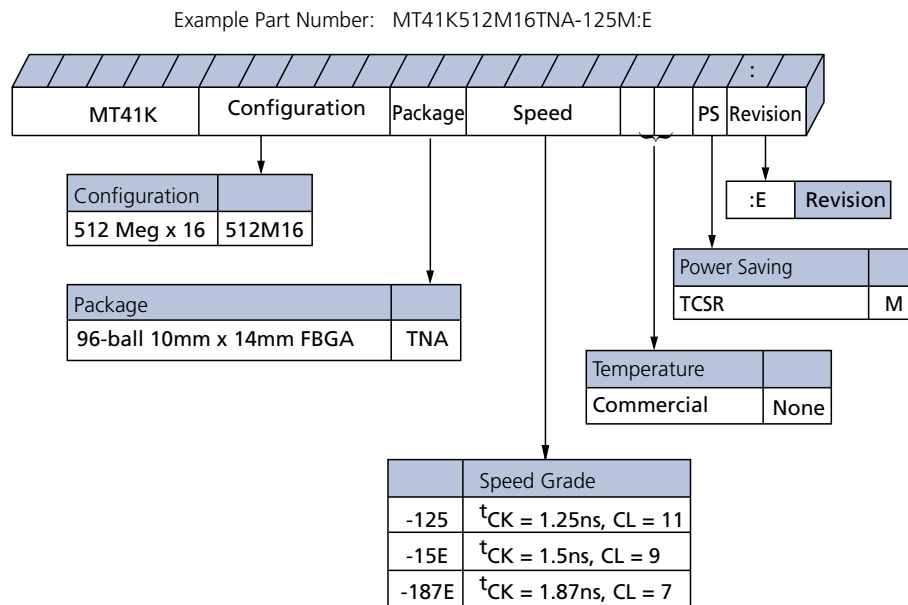 Example Part Number: MT41K512M16TNA-125M:E
:
MT41K Configuration Package Speed PS Revision
Configuration
512 Meg x 16 512M16
:E Revision
Package
96-ball 10mm x 14mm FBGA TNA
Power Saving
TCSR M
Temperature
Commercial None
Speed Grade
-125 tCK = 1.25ns, CL = 11
-15E tCK = 1.5ns, CL = 9
-187E tCK = 1.87ns, CL = 7